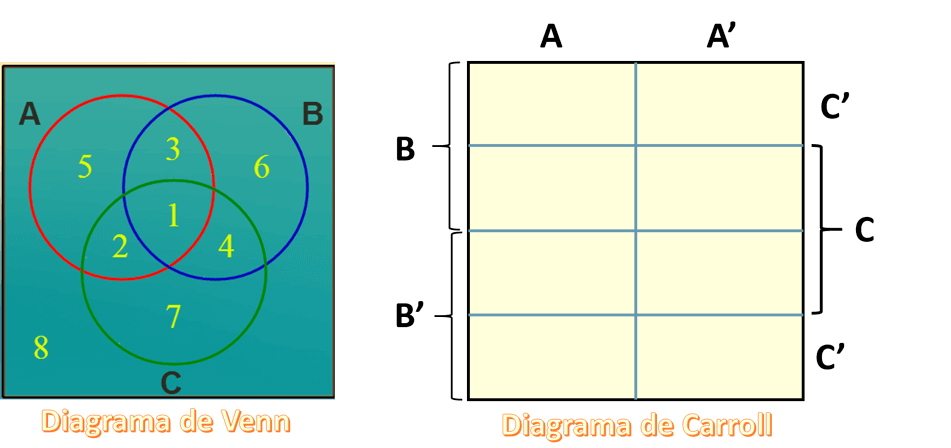 A
B
5
3
6
1
2
4
7
8
C
Diagrama de Venn
A A’
C’
B
C
B’
C’
Diagrama de Carroll